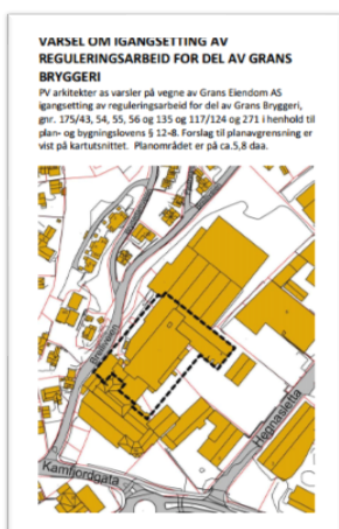 VARSEL OM IGANGSETTING AV
REGULERINGSARBEID FOR DEL AV GRANS
BRYGGERI
PV arkitekter as varsler på vegne av Grans Eiendom AS
igangsetting av reguleringsarbeid for del av Grans Bryggeri,
gnr. 175/43, 54, 55, 56 og 135 og 117/124 og 271 i henhold til
plan- og bygningslovens § 12-8. Forslag til planavgrensning er
vist på kartutsnittet. Planområdet er på ca.5,8 daa.
Hegnasletta
Kamfjordgata